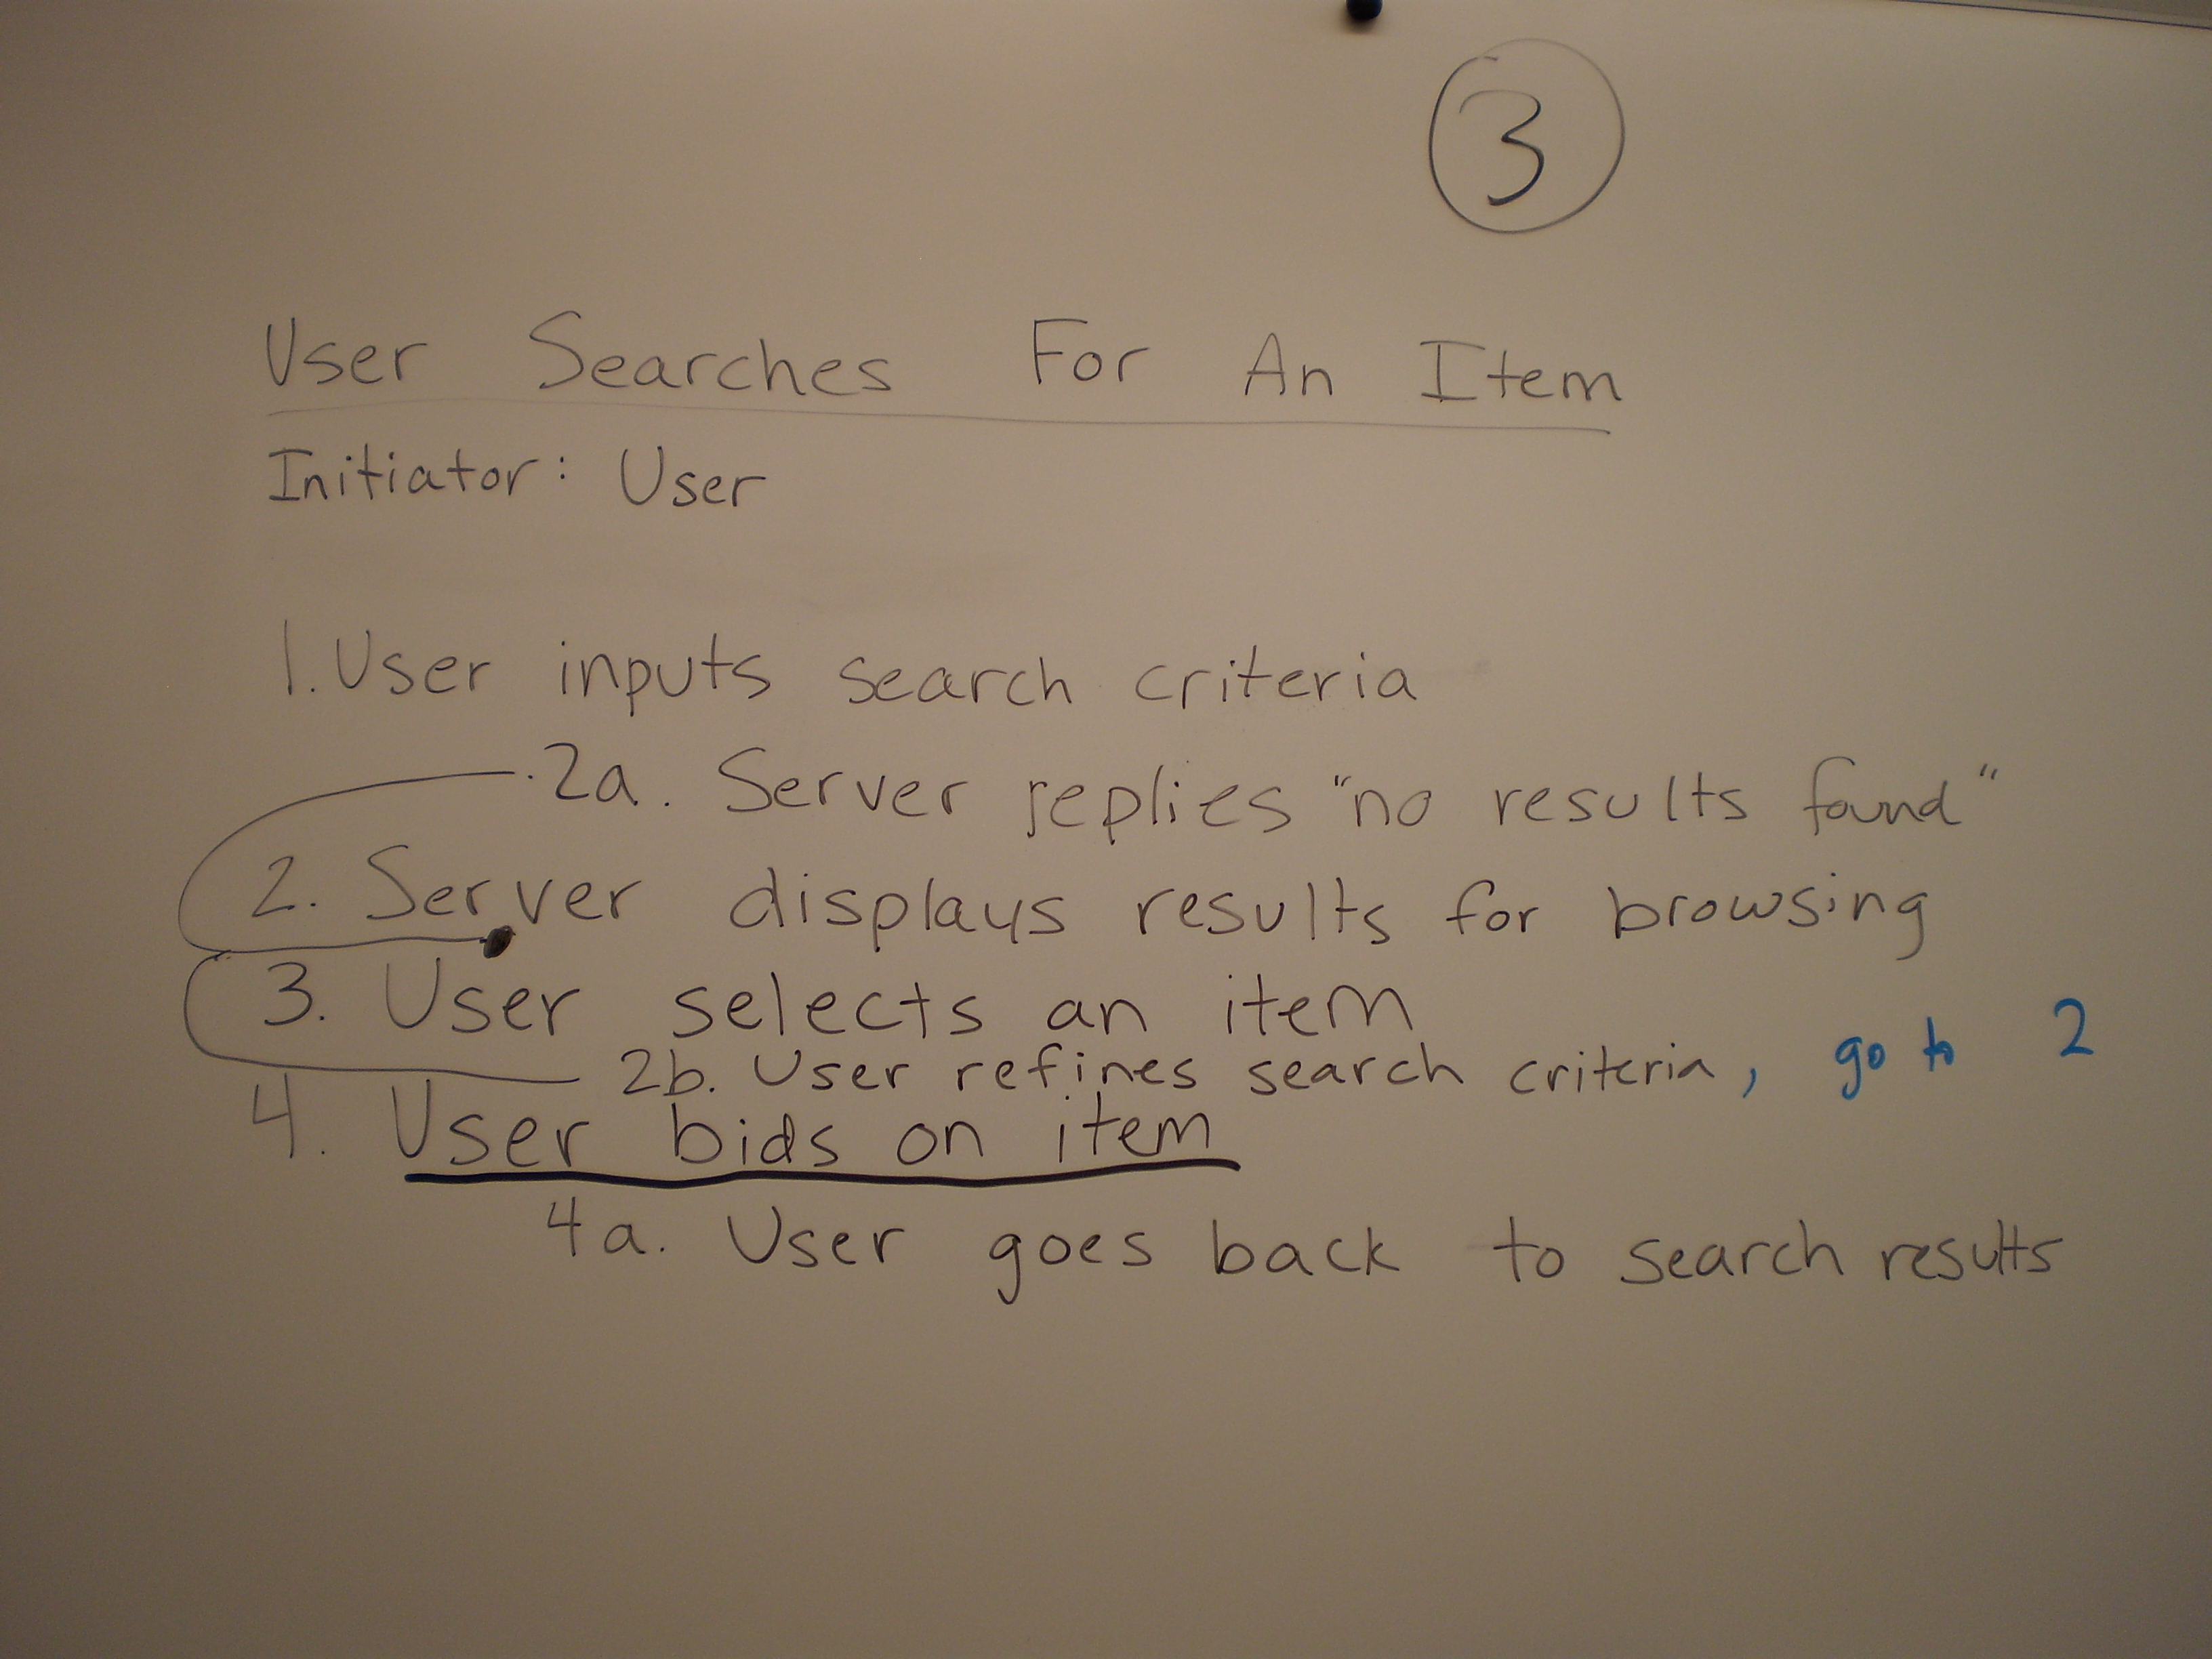 3
User Searches For An Item
Initiator: User
1. User inputs search criteria
2a. Server replies "no results found"
2. Server displays results for browsing
3. User selects an item
2b. User refines search criteria, go to 2
4. User bids on item
4a. User goes back to search results